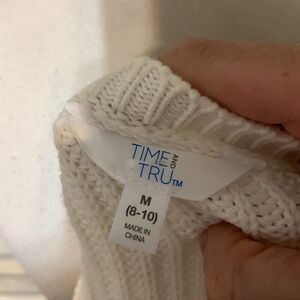 TIME AND
TRU™
M
(8-10)
MADE IN
CHINA